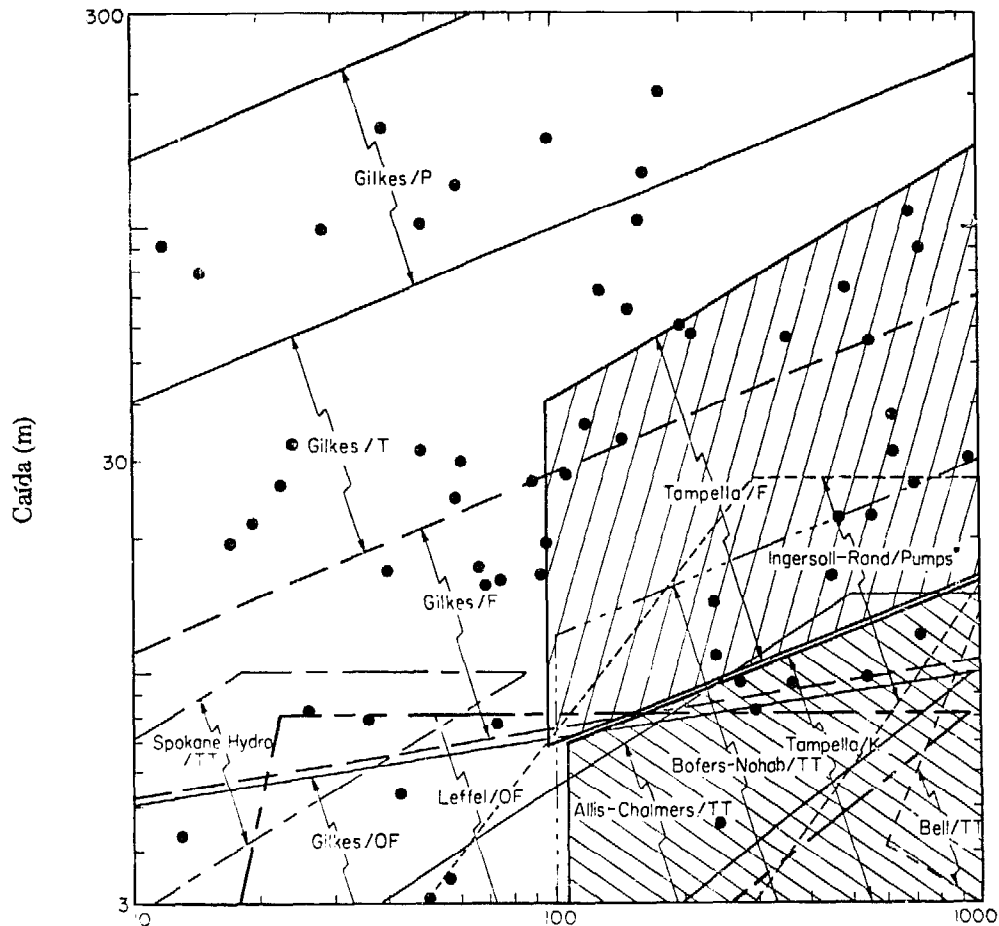 300
Gilkes/P
Gilkes/T
30
Tampella/F
Ingersoll-Rand/Pumps
Gilkes/F
Caída (m)
Spokane Hydro
/TT
Tampella/K
Bofers-Nohab/TT
Leffel/OF
Allis-Chalmers/TT
Gilkes/OF
Bell/TT
3
10
100
1000